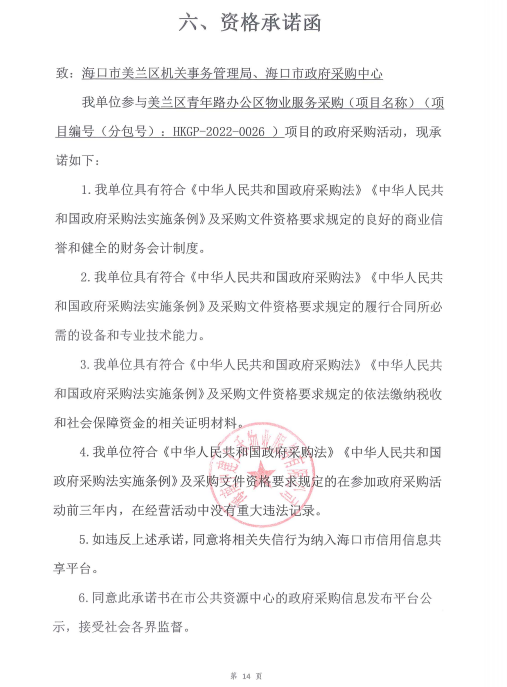 六、资格承诺函
致：海口市美兰区机关事务管理局、海口市政府采购中心
我单位参与美兰区青年路办公区物业服务采购（项目名称）（项
目编号（分包号）：HKGP-2022-0026 ）项目的政府采购活动，现承
诺如下：
1.我单位具有符合《中华人民共和国政府采购法》《中华人民共
和国政府采购法实施条例》及采购文件资格要求规定的良好的商业信
誉和健全的财务会计制度。
2.我单位具有符合《中华人民共和国政府采购法》《中华人民共
和国政府采购法实施条例》及采购文件资格要求规定的履行合同所必
需的设备和专业技术能力。
3.我单位具有符合《中华人民共和国政府采购法》《中华人民共
和国政府采购法实施条例》及采购文件资格要求规定的依法缴纳税收
和社会保障资金的相关证明材料。
4.我单位符合《中华人民共和国政府采购法》《中华人民共和国
政府采购法实施条例》及采购文件资格要求规定的在参加政府采购活
动前三年内，在经营活动中没有重大违法记录。
5.如违反上述承诺，同意将相关失信行为纳入海口市信用信息共
享平台。
6.同意此承诺书在市公共资源中心的政府采购信息发布平台公
示，接受社会各界监督。
第 14 页